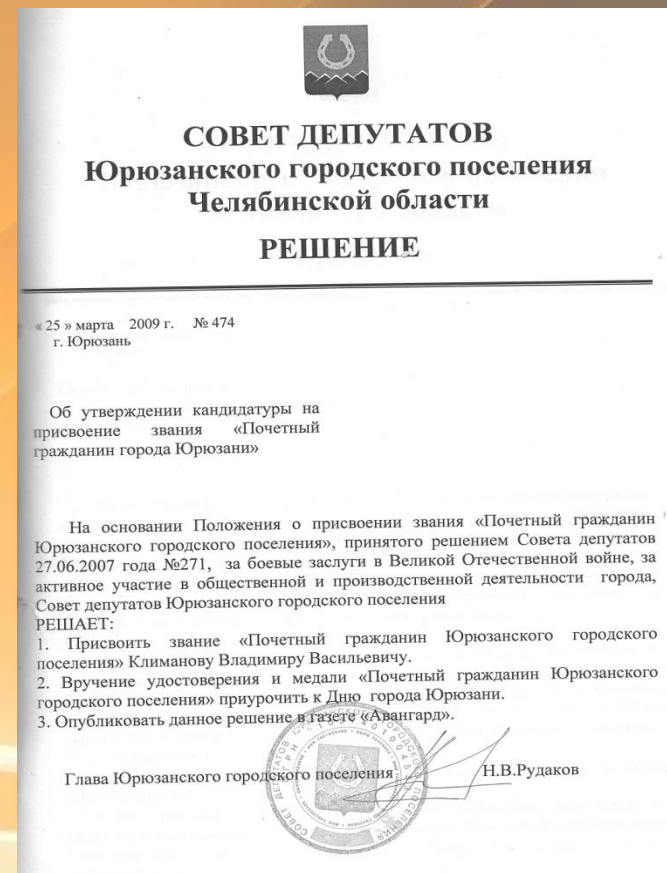 СОВЕТ ДЕПУТАТОВ
Юрюзанского городского поселения
Челябинской области
РЕШЕНИЕ
« 25 » марта 2009 г. № 474
г. Юрюзань
Об утверждении кандидатуры на
присвоение звания «Почетный
гражданин города Юрюзани»
На основании Положения о присвоении звания «Почетный гражданин
Юрюзанского городского поселения», принятого решением Совета депутатов
27.06.2007 года №271, за боевые заслуги в Великой Отечественной войне, за
активное участие в общественной и производственной деятельности города,
Совет депутатов Юрюзанского городского поселения
РЕШАЕТ:
1. Присвоить звание «Почетный гражданин Юрюзанского городского
поселения» Климанову Владимиру Васильевичу.
2. Вручение удостоверения и медали «Почетный гражданин Юрюзанского
городского поселения» приурочить к Дню города Юрюзани.
3. Опубликовать данное решение в газете «Авангард».
Глава Юрюзанского городского поселения Н.В.Рудаков
СОВЕТ ДЕПУТАТОВ ЮРЮЗАНСКОГО ГОРОДСКОГО ПОСЕЛЕНИЯ